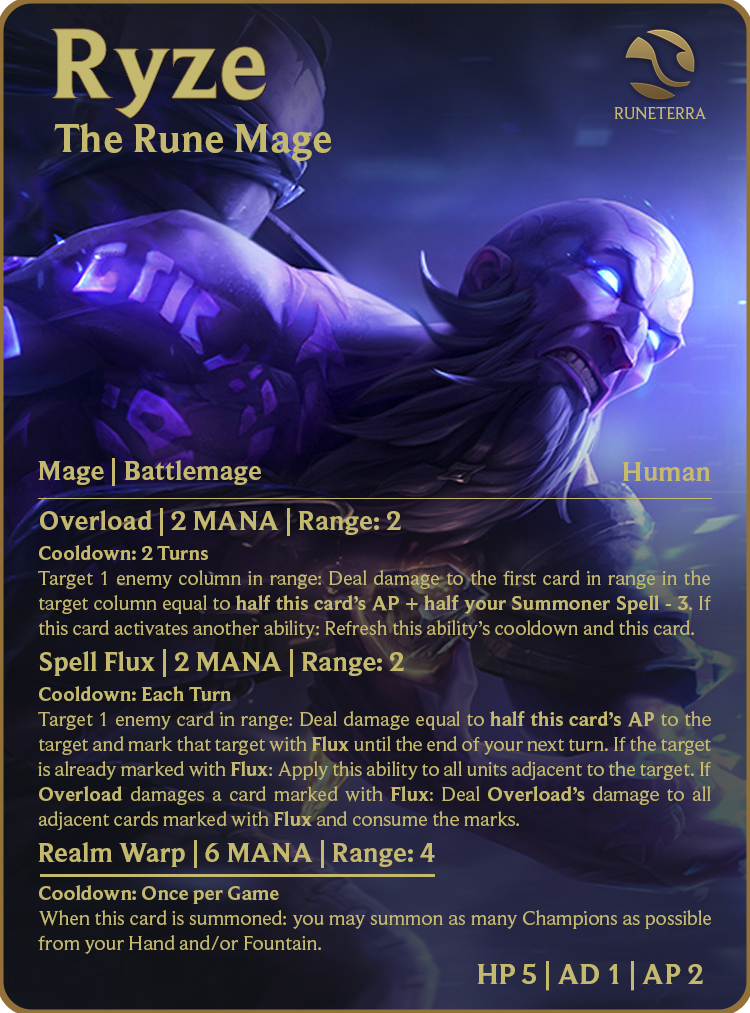 Ryze
RUNETERRA
The Rune Mage
Mage | Battlemage
Human
Overload | 2 MANA | Range: 2
Cooldown: 2 Turns
Target 1 enemy column in range: Deal damage to the first card in range in the
target column equal to half this card's AP + half your Summoner Spell - 3. If
this card activates another ability: Refresh this ability's cooldown and this card.
Spell Flux | 2 MANA | Range: 2
Cooldown: Each Turn
Target 1 enemy card in range: Deal damage equal to half this card's AP to the
target and mark that target with Flux until the end of your next turn. If the target
is already marked with Flux: Apply this ability to all units adjacent to the target. If
Overload damages a card marked with Flux: Deal Overload's damage to all
adjacent cards marked with Flux and consume the marks.
Realm Warp | 6 MANA | Range: 4
Cooldown: Once per Game
When this card is summoned: you may summon as many Champions as possible
from your Hand and/or Fountain.
HP 5 | AD 1 | AP 2